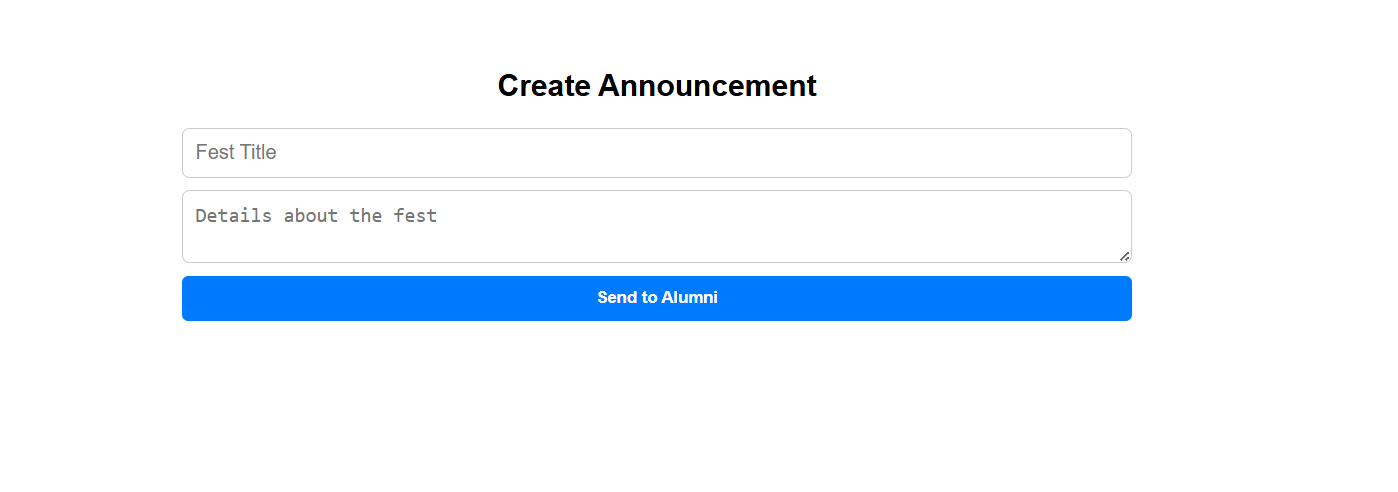 Create Announcement
Fest Title
Details about the fest
Send to Alumni